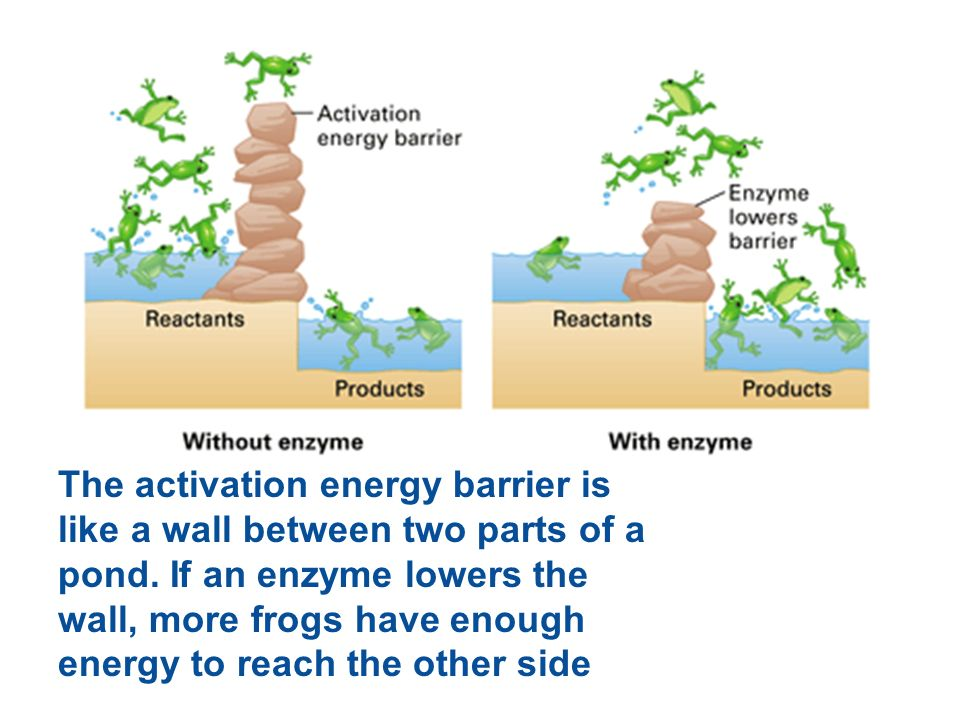 Activation
energy barrier
Reactants
Products
Without enzyme
Enzyme
lowers
barrier
Reactants
Products
With enzyme
The activation energy barrier is
like a wall between two parts of a
pond. If an enzyme lowers the
wall, more frogs have enough
energy to reach the other side